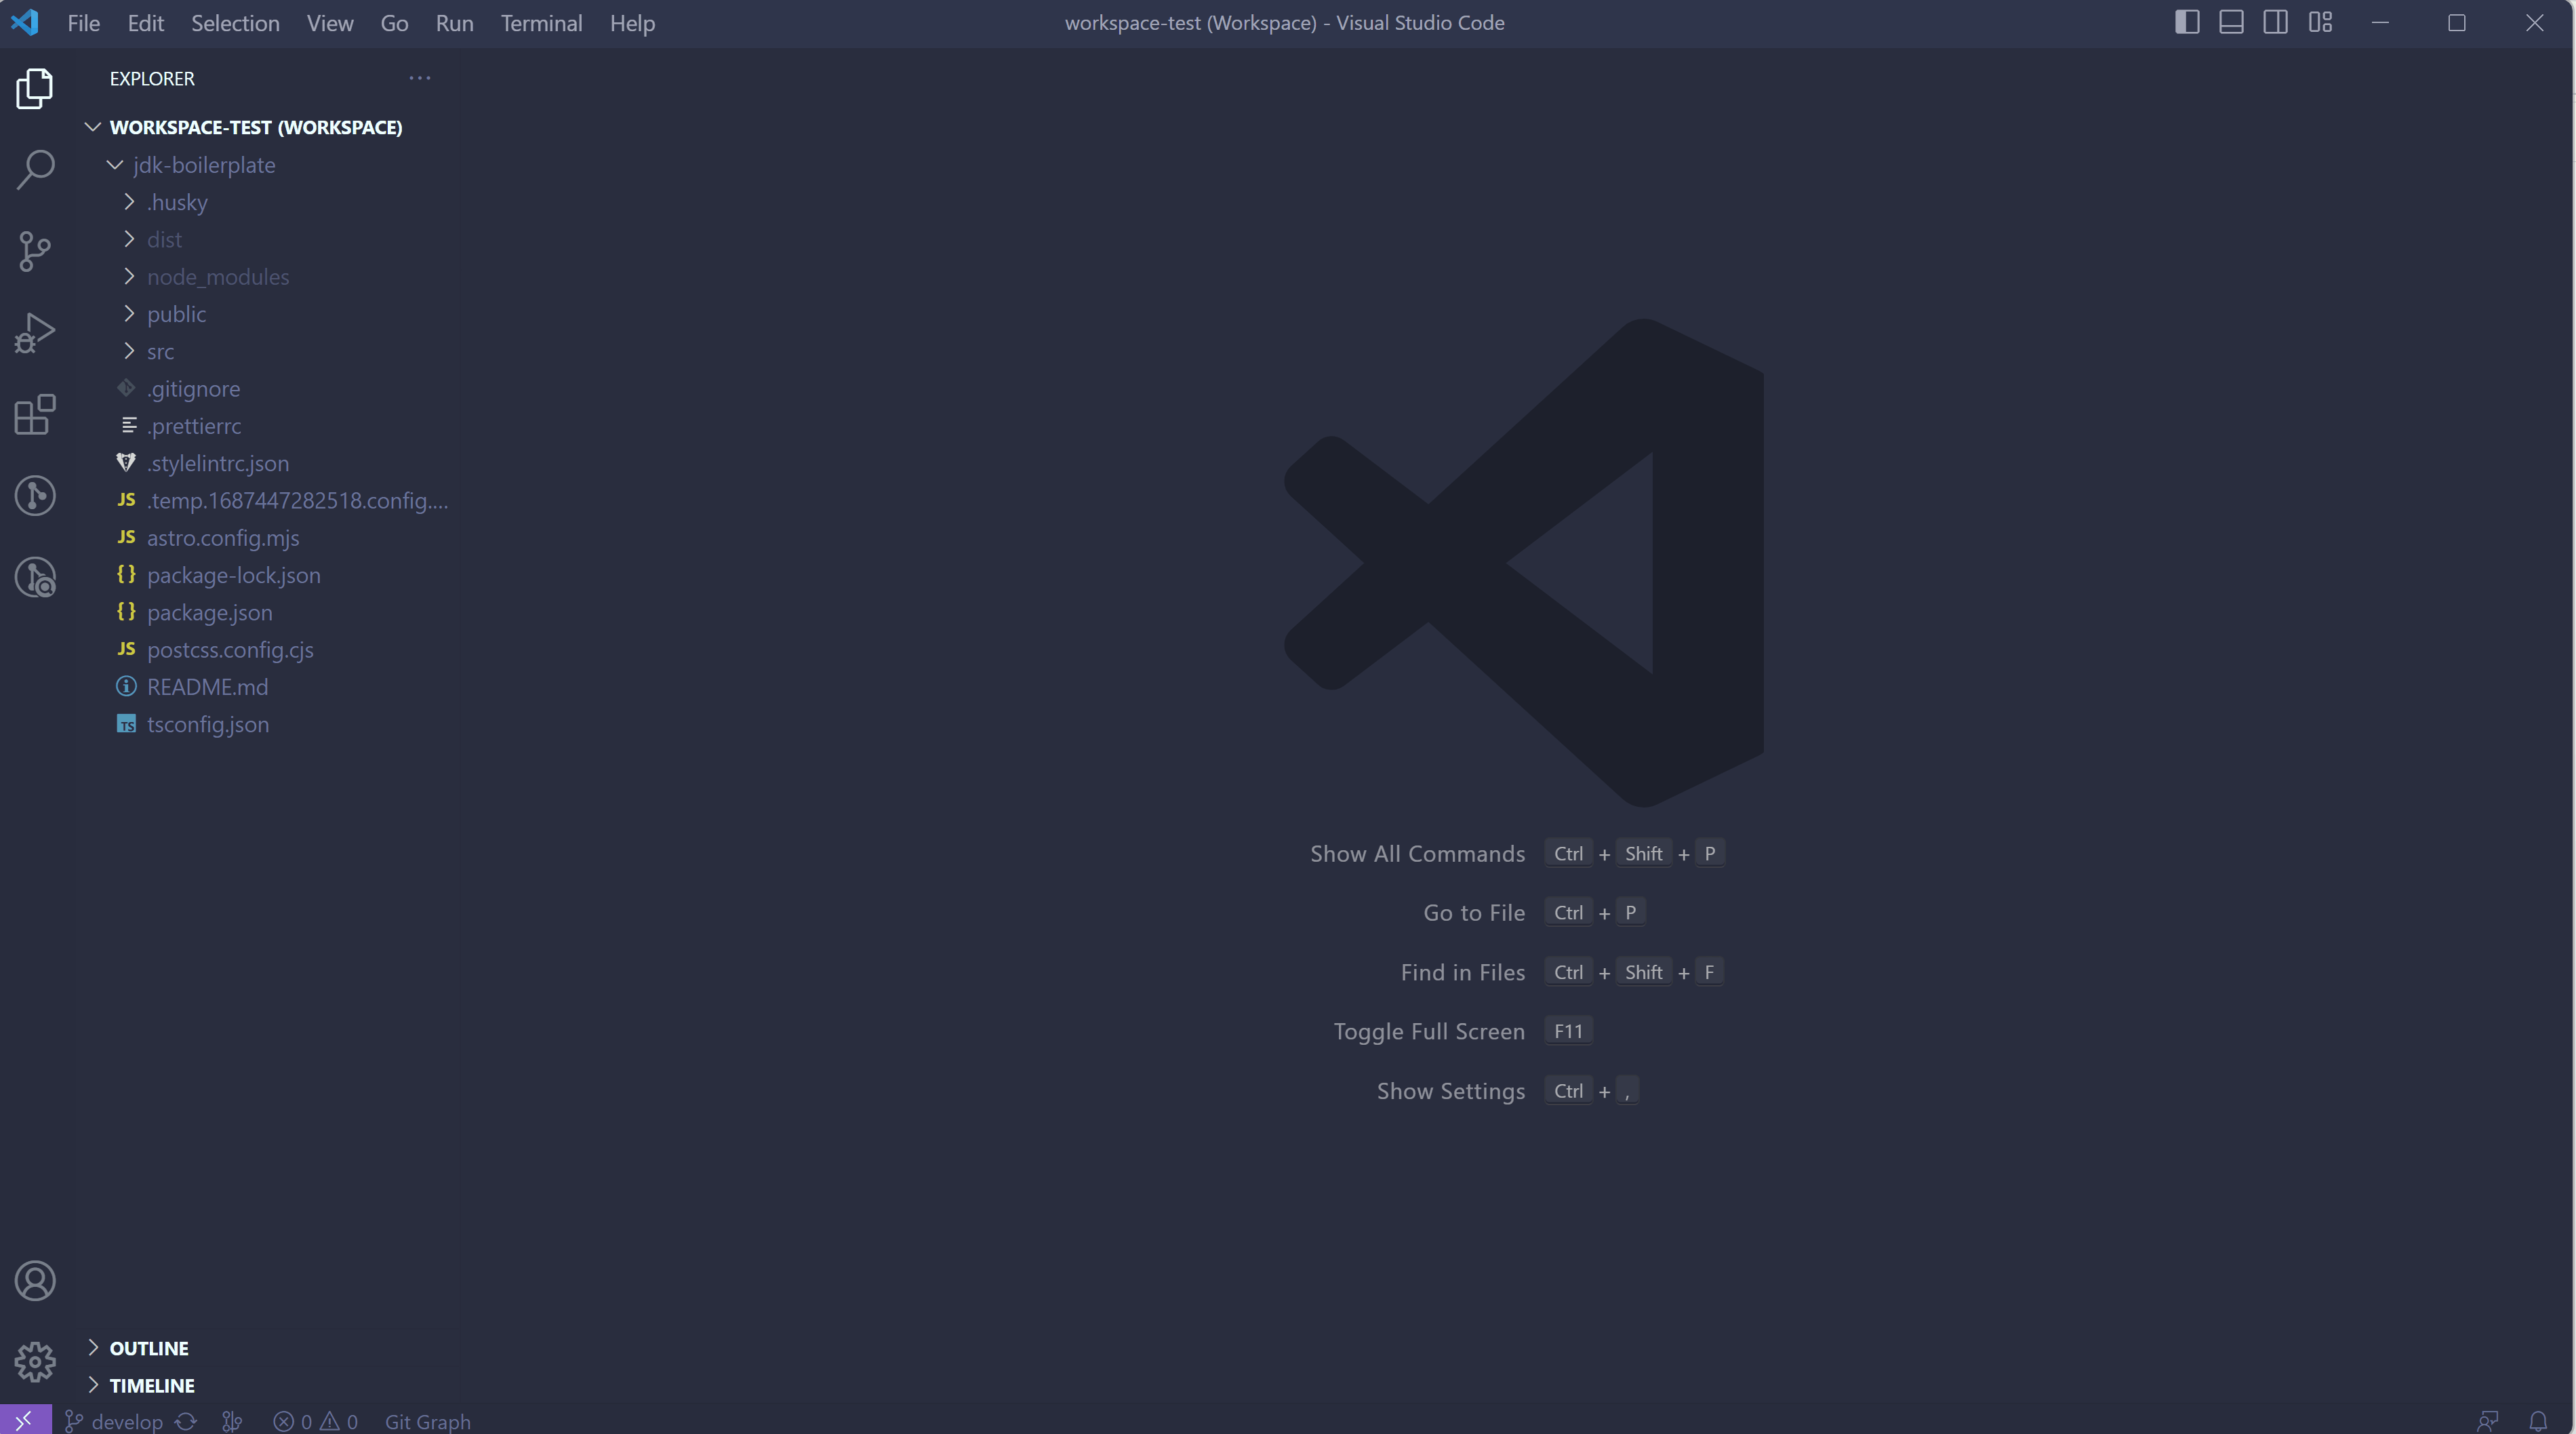 File Edit Selection View Go Run Terminal Help
workspace-test (Workspace) - Visual Studio Code
EXPLORER
WORKSPACE-TEST (WORKSPACE)
jdk-boilerplate
.husky
dist
node_modules
public
src
.gitignore
.prettierrc
.stylelintrc.json
JS .temp.1687447282518.config....
JS astro.config.mjs
{} package-lock.json
{} package.json
JS postcss.config.cjs
README.md
TS tsconfig.json
Show All Commands Ctrl + Shift + P
Go to File Ctrl + P
Find in Files Ctrl + Shift + F
Toggle Full Screen F11
Show Settings Ctrl + ,
OUTLINE
TIMELINE
develop 0 0 Git Graph